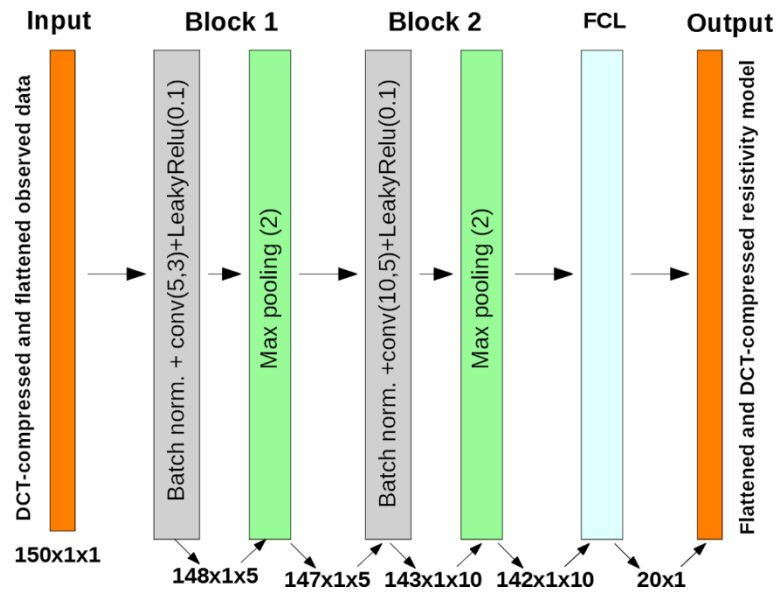 Input
Block 1
Block 2
FCL
Output
DCT-compressed and flattened observed data
Batch norm. + conv(5,3)+LeakyRelu(0.1)
Max pooling (2)
Batch norm. +conv(10,5)+LeakyRelu(0.1)
Max pooling (2)
Flattened and DCT-compressed resistivity model
150x1x1
148x1x5
147x1x5
143x1x10
142x1x10
20x1